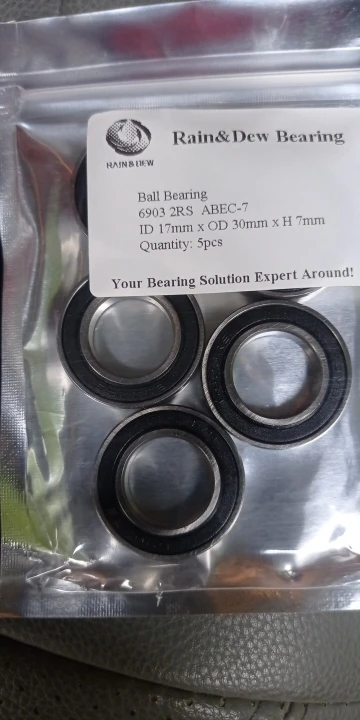 Rain&Dew Bearing
RAIN & DEW
Ball Bearing
6903 2RS ABEC-7
ID 17mm x OD 30mm x H 7mm
Quantity: 5pcs
Your Bearing Solution Expert Around!